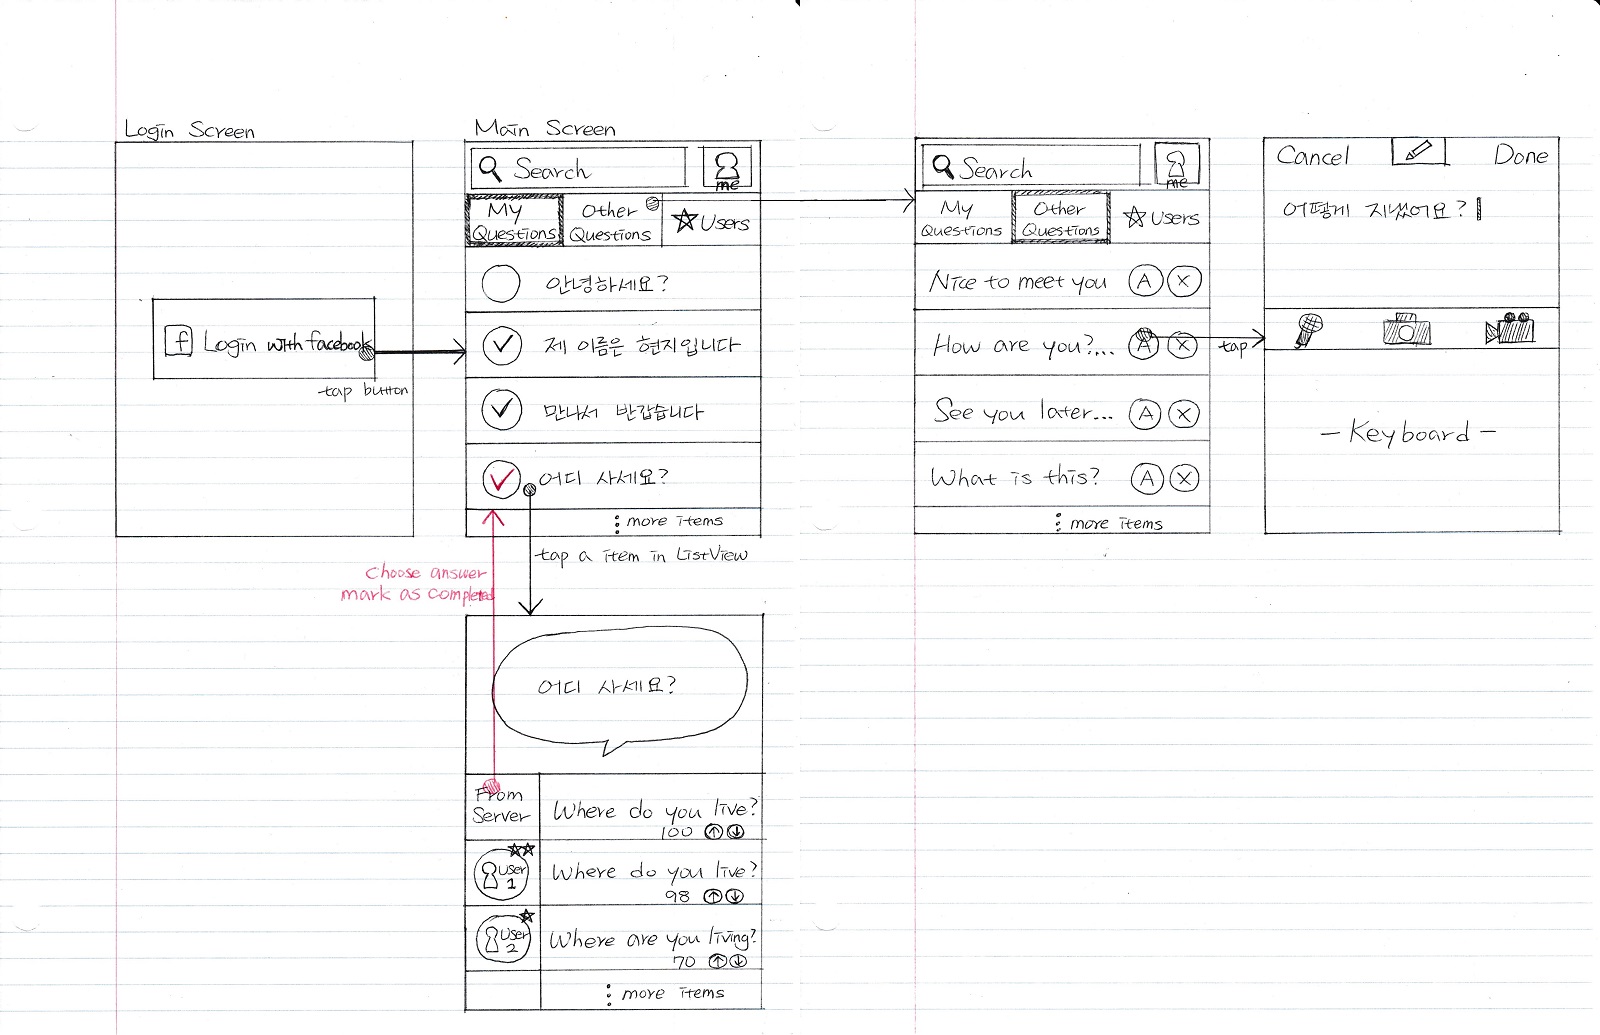 Login Screen
f Login with facebook
tap button
Main Screen
Search
me
My Questions
Other Questions
Users
안녕하세요?
제 이름은 현지입니다
만나서 반갑습니다
어디 사세요?
more items
tap a item in ListView
Choose answer
mark as completed
어디 사세요?
From
Server
Where do you live?
100
User
1
Where do you live?
98
User
2
Where are you living?
70
more items
Search
me
My Questions
Other Questions
Users
Nice to meet you A X
How are you?... A X
tap
See you later... A X
What is this? A X
more items
Cancel Done
어떻게 지냈어요?
- Keyboard -